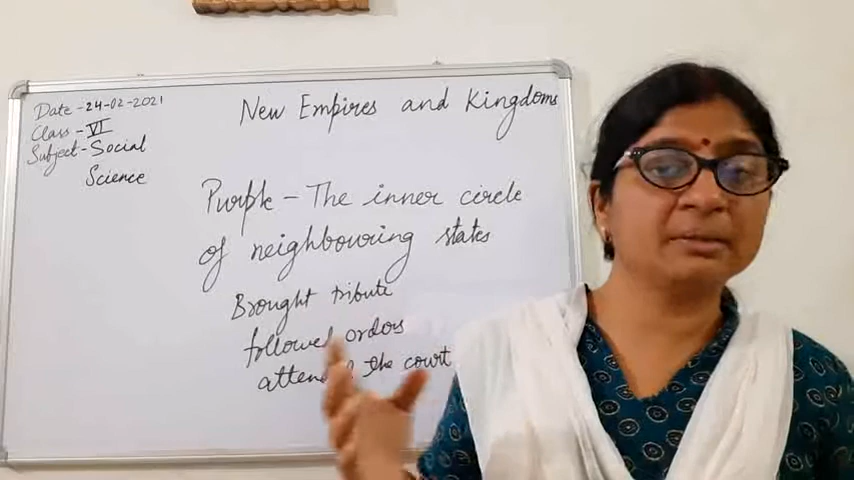 Date - 24-02-2021
Class - VI
Subject - Social
Science
New Empires and Kingdoms
Purple - The inner circle
of neighbouring states
Brought tribute
followed orders
the court